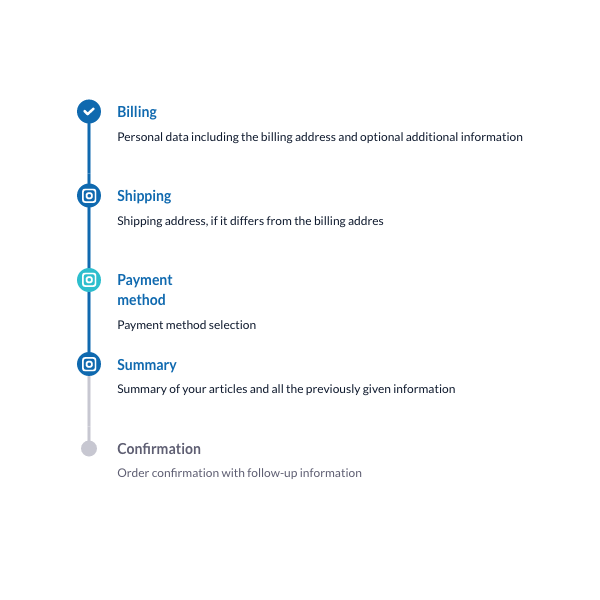 Billing
Personal data including the billing address and optional additional information
Shipping
Shipping address, if it differs from the billing addres
Payment
method
Payment method selection
Summary
Summary of your articles and all the previously given information
Confirmation
Order confirmation with follow-up information